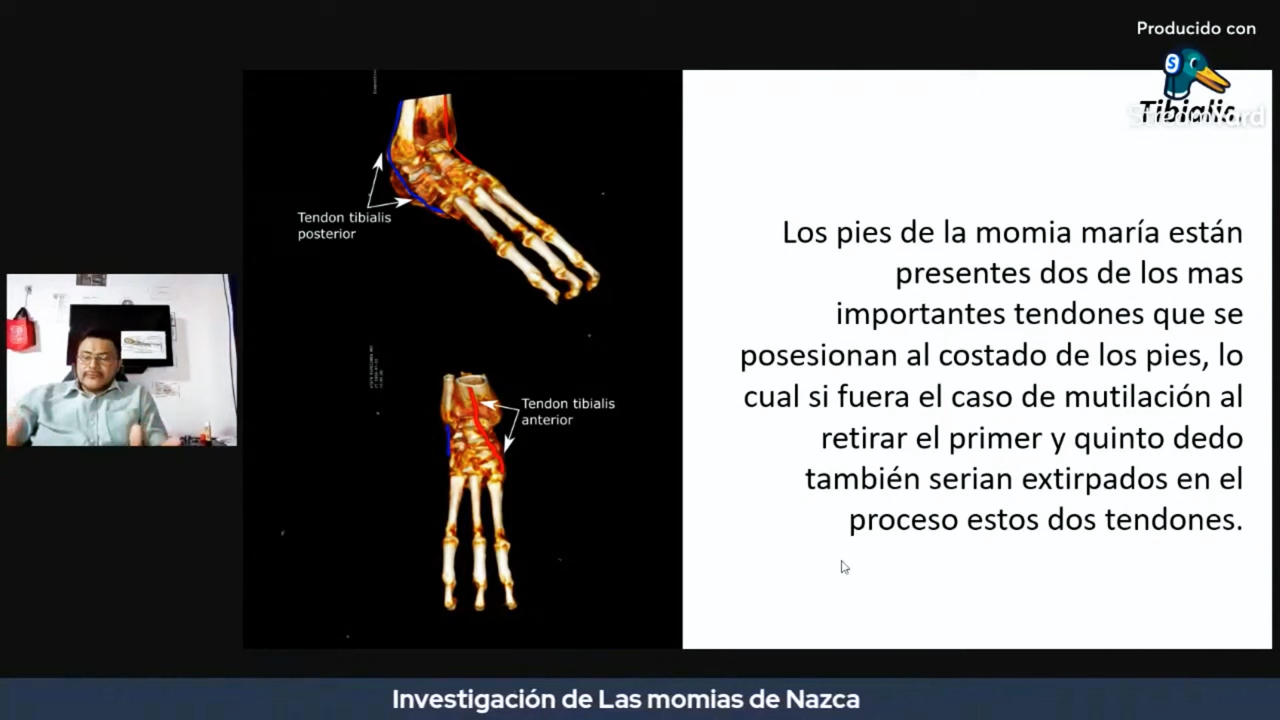 Producido con
Tibialis
StreamYard
Tendon tibialis
posterior
Tendon tibialis
anterior
Los pies de la momia maría están
presentes dos de los mas
importantes tendones que se
posesionan al costado de los pies, lo
cual si fuera el caso de mutilación al
retirar el primer y quinto dedo
también serian extirpados en el
proceso estos dos tendones.
Investigación de Las momias de Nazca